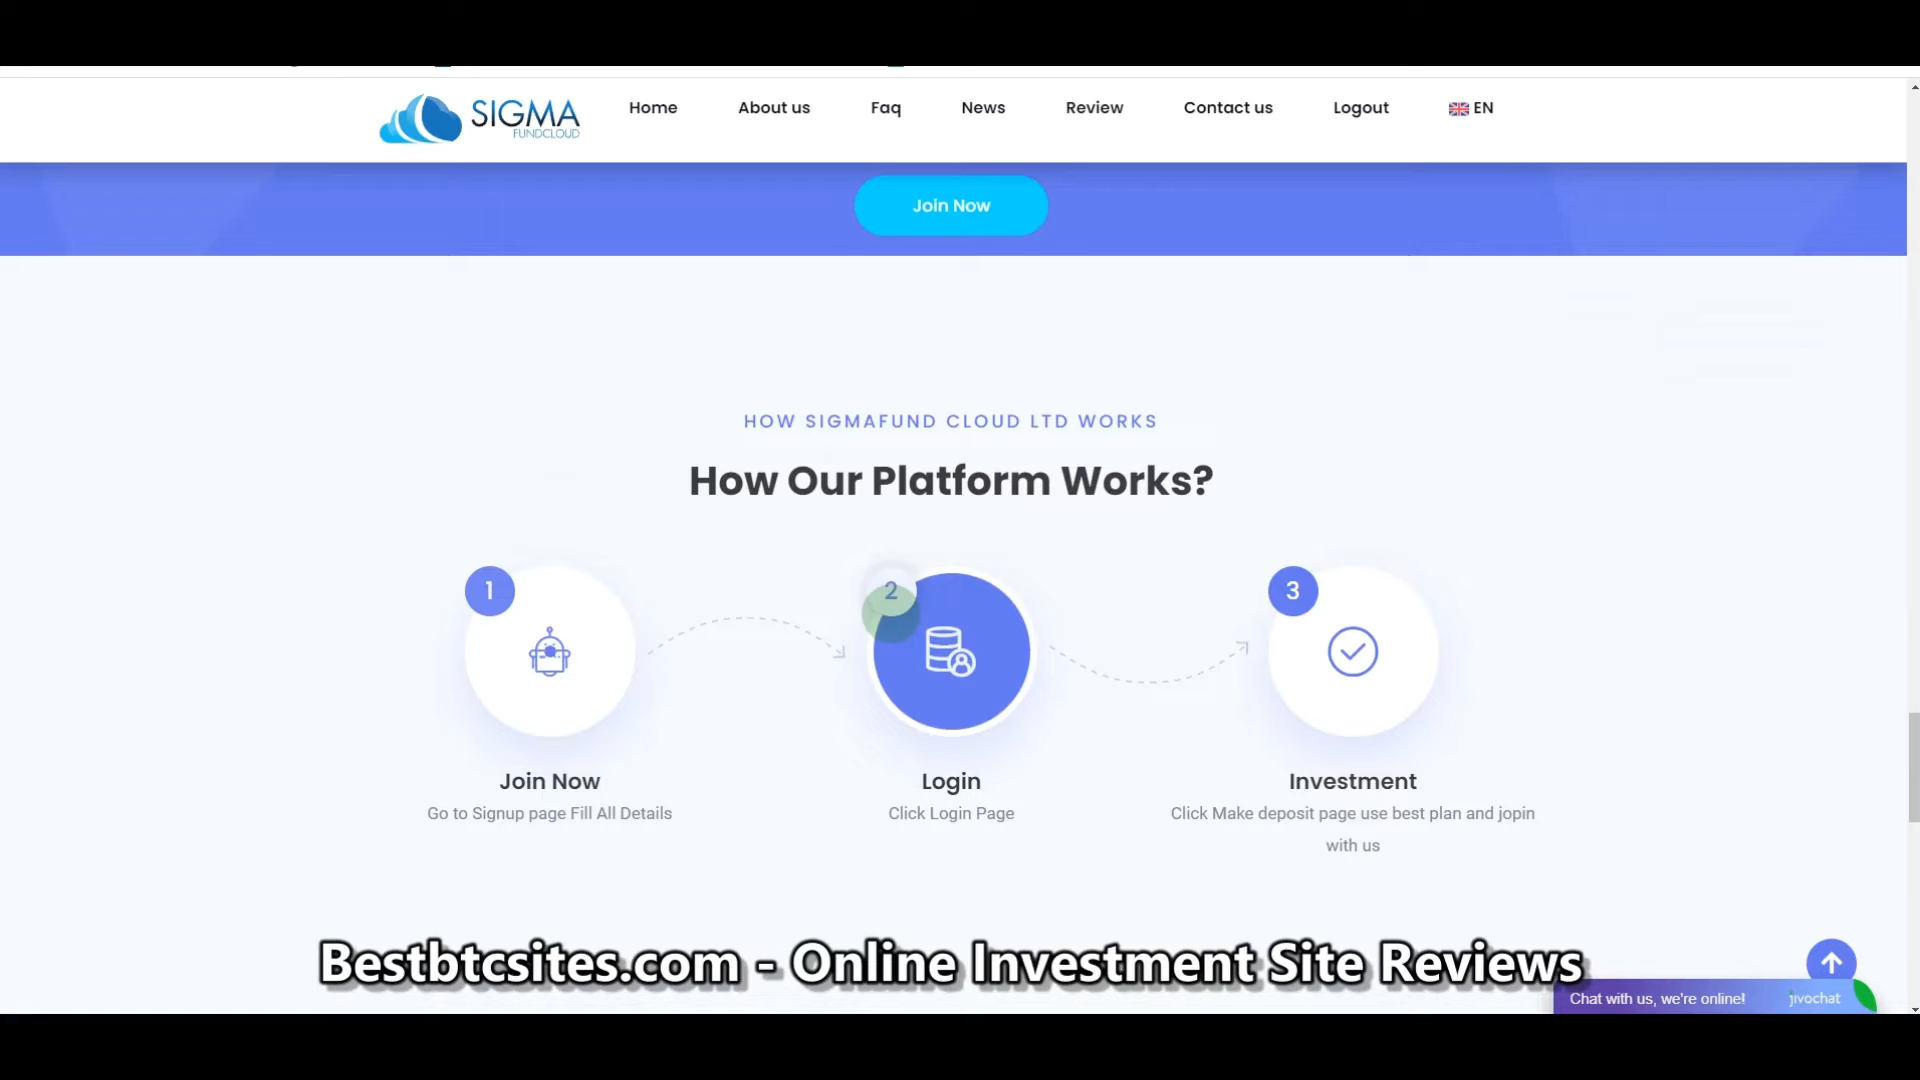 SIGMA
FUNDCLOUD
Home About us Faq News Review Contact us Logout EN
Join Now
HOW SIGMAFUND CLOUD LTD WORKS
How Our Platform Works?
1 2 3
Join Now Login Investment
Go to Signup page Fill All Details Click Login Page Click Make deposit page use best plan and jopin
with us
Bestbtcsites.com - Online Investment Site Reviews
Chat with us, we're online! jivochat